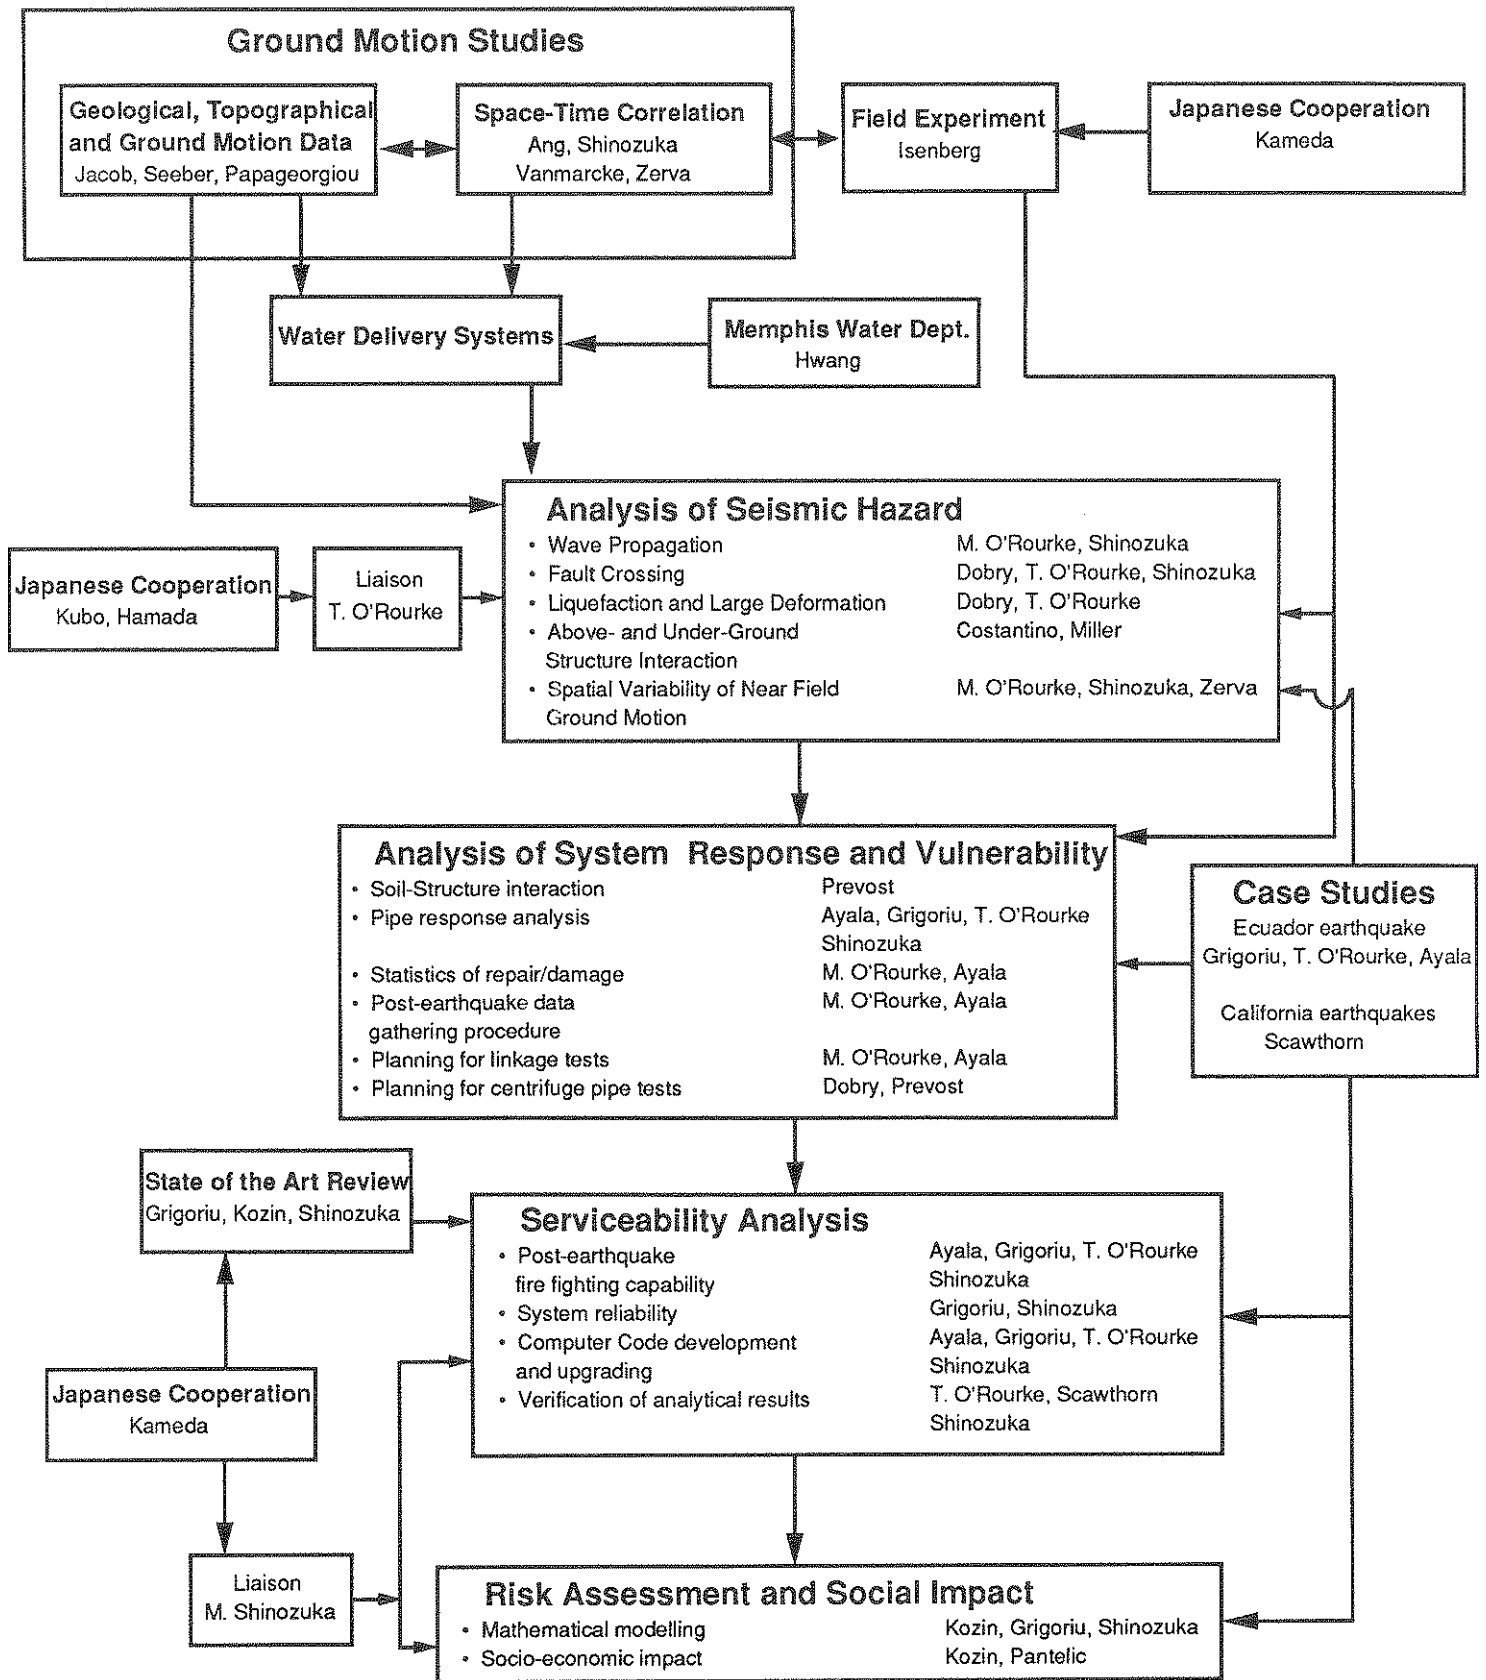 Ground Motion Studies
Geological, Topographical
and Ground Motion Data
Jacob, Seeber, Papageorgiou
Space-Time Correlation
Ang, Shinozuka
Vanmarcke, Zerva
Field Experiment
Isenberg
Japanese Cooperation
Kameda
Water Delivery Systems
Memphis Water Dept.
Hwang
Analysis of Seismic Hazard
• Wave Propagation M. O'Rourke, Shinozuka
• Fault Crossing Dobry, T. O'Rourke, Shinozuka
• Liquefaction and Large Deformation Dobry, T. O'Rourke
• Above- and Under-Ground Costantino, Miller
Structure Interaction
• Spatial Variability of Near Field M. O'Rourke, Shinozuka, Zerva
Ground Motion
Japanese Cooperation
Kubo, Hamada
Liaison
T. O'Rourke
Analysis of System Response and Vulnerability
• Soil-Structure interaction Prevost
• Pipe response analysis Ayala, Grigoriu, T. O'Rourke
Shinozuka
• Statistics of repair/damage M. O'Rourke, Ayala
• Post-earthquake data M. O'Rourke, Ayala
gathering procedure
• Planning for linkage tests M. O'Rourke, Ayala
• Planning for centrifuge pipe tests Dobry, Prevost
Case Studies
Ecuador earthquake
Grigoriu, T. O'Rourke, Ayala
California earthquakes
Scawthorn
State of the Art Review
Grigoriu, Kozin, Shinozuka
Serviceability Analysis
• Post-earthquake Ayala, Grigoriu, T. O'Rourke
fire fighting capability Shinozuka
• System reliability Grigoriu, Shinozuka
• Computer Code development Ayala, Grigoriu, T. O'Rourke
and upgrading Shinozuka
• Verification of analytical results T. O'Rourke, Scawthorn
Shinozuka
Japanese Cooperation
Kameda
Liaison
M. Shinozuka
Risk Assessment and Social Impact
• Mathematical modelling Kozin, Grigoriu, Shinozuka
• Socio-economic impact Kozin, Pantelic